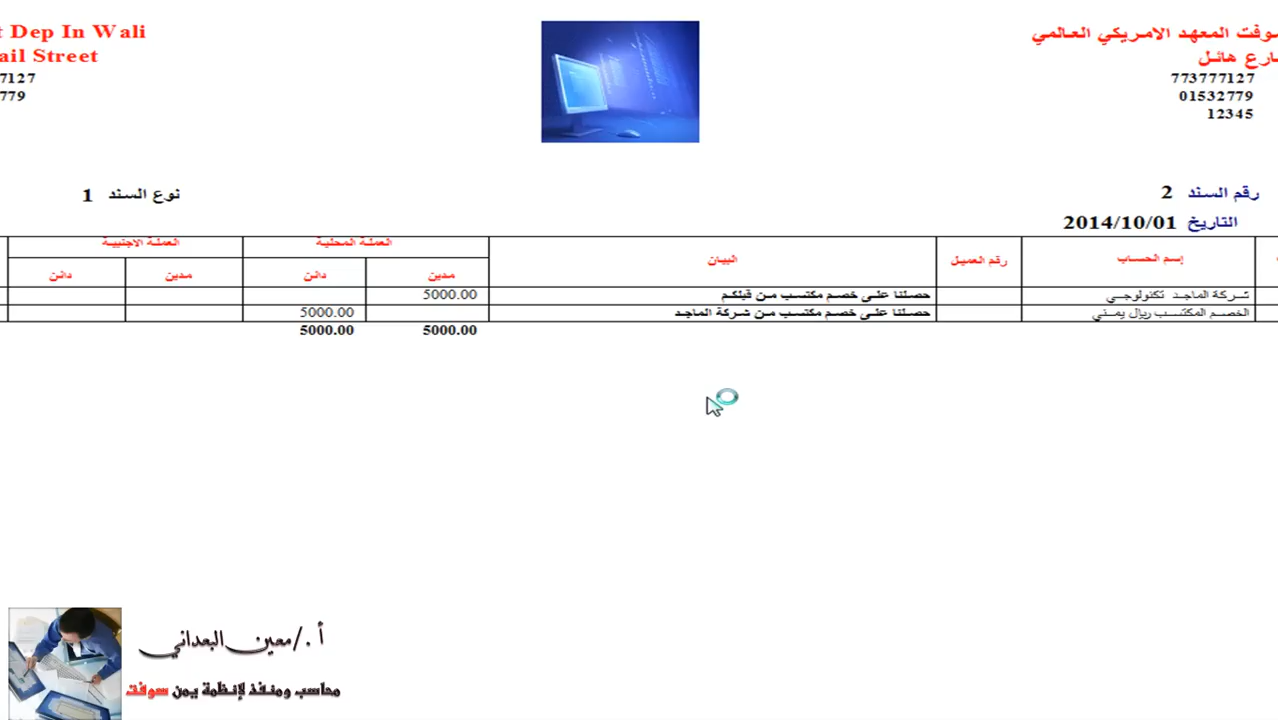 وفت المعهد الامريكي العالمي
ارع هائل
773777127
01532779
12345
Dep In Wali
ail Street
7127
779
رقم السند 2
نوع السند 1
التاريخ 2014/10/01
إسم الحساب رقم العميل البيان العملة المحلية العملة الاجنبية
مدين دائن مدين دائن
شركة الماجد تكنولوجي حصلنا على خصم مكتسب من قبلكم 5000.00
الخصم المكتسب ريال يمني حصلنا على خصم مكتسب من شركة الماجد 5000.00
5000.00 5000.00
أ./معين البعداني
محاسب ومنفذ لإنظمة يمن سوفت